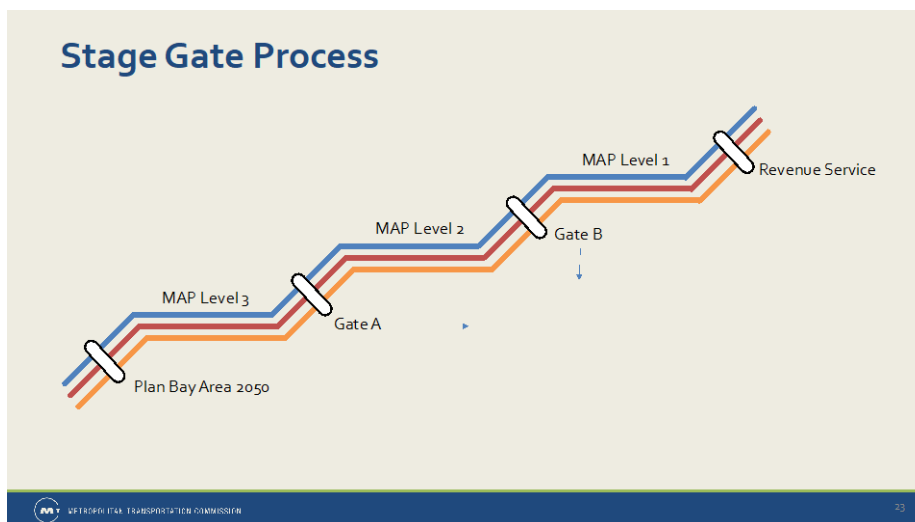 Stage Gate Process
MAP Level 1
Revenue Service
MAP Level 2
Gate B
MAP Level 3
Gate A
Plan Bay Area 2050
METROPOLITAN TRANSPORTATION COMMISSION
23